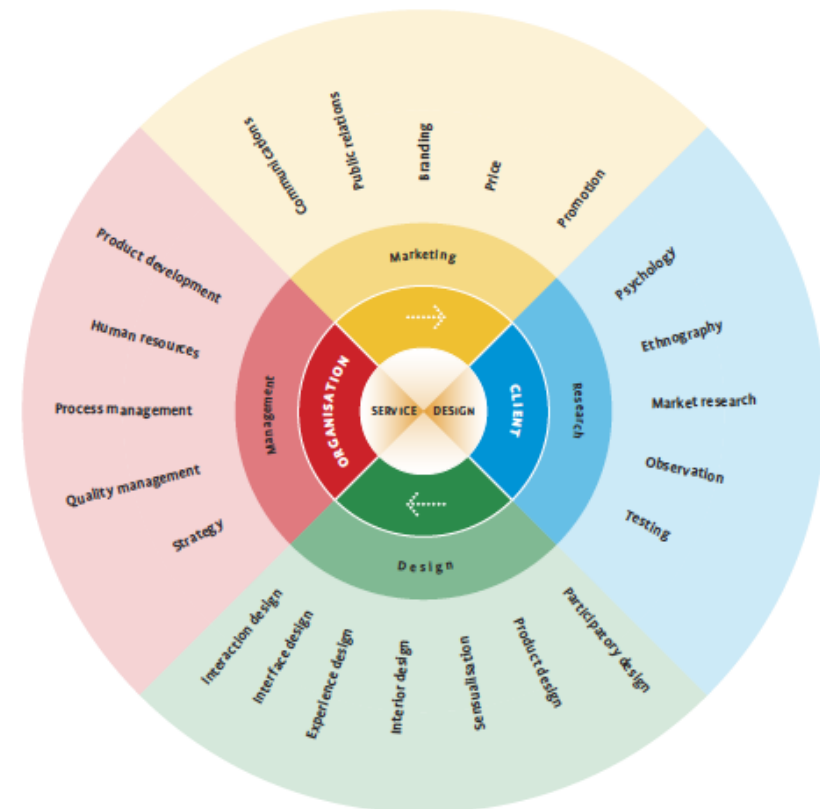 Communications
Public relations
Branding
Price
Promotion
Marketing
Product development
Human resources
Process management
Quality management
Strategy
Management
ORGANISATION
SERVICE DESIGN
CLIENT
Research
Psychology
Ethnography
Market research
Observation
Testing
Design
Interaction design
Interface design
Experience design
Interior design
Sensualisation
Product design
Participatory design